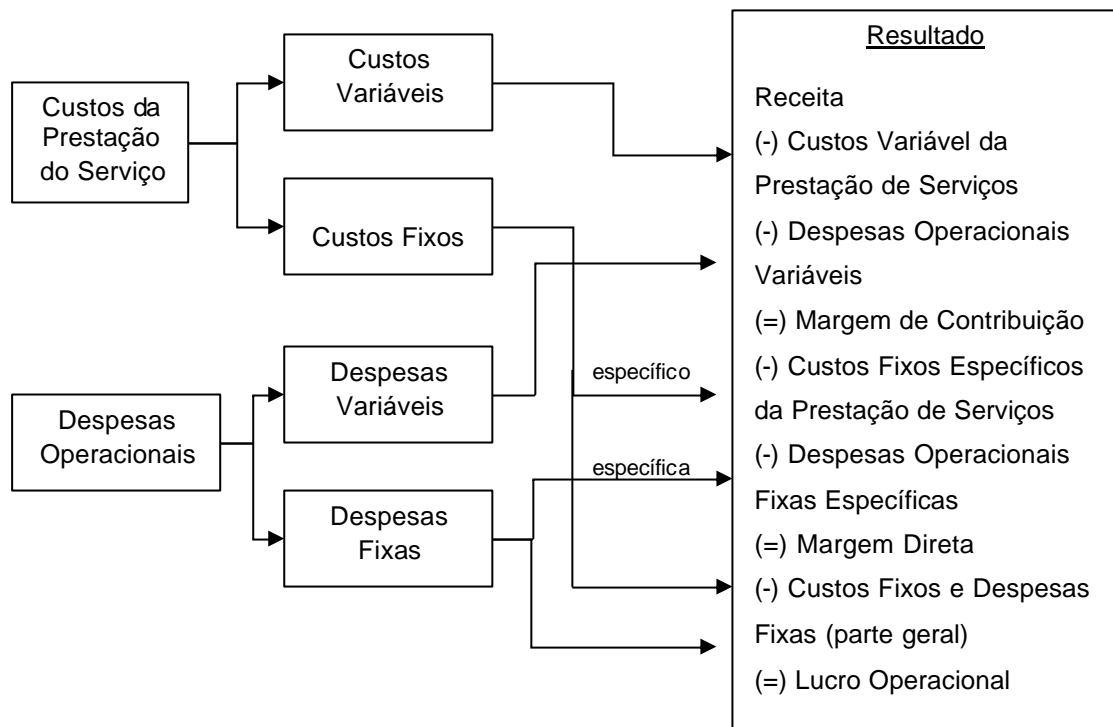 Custos da
Prestação
do Serviço
Custos
Variáveis
Custos Fixos
Despesas
Operacionais
Despesas
Variáveis
Despesas
Fixas
específico
específica
Resultado
Receita
(-) Custos Variável da
Prestação de Serviços
(-) Despesas Operacionais
Variáveis
(=) Margem de Contribuição
(-) Custos Fixos Específicos
da Prestação de Serviços
(-) Despesas Operacionais
Fixas Específicas
(=) Margem Direta
(-) Custos Fixos e Despesas
Fixas (parte geral)
(=) Lucro Operacional